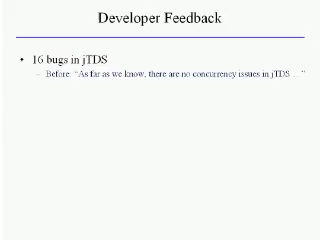 Developer Feedback
• 16 bugs in jTDS
– Before: “As far as we know, there are no concurrency issues in jTDS …”